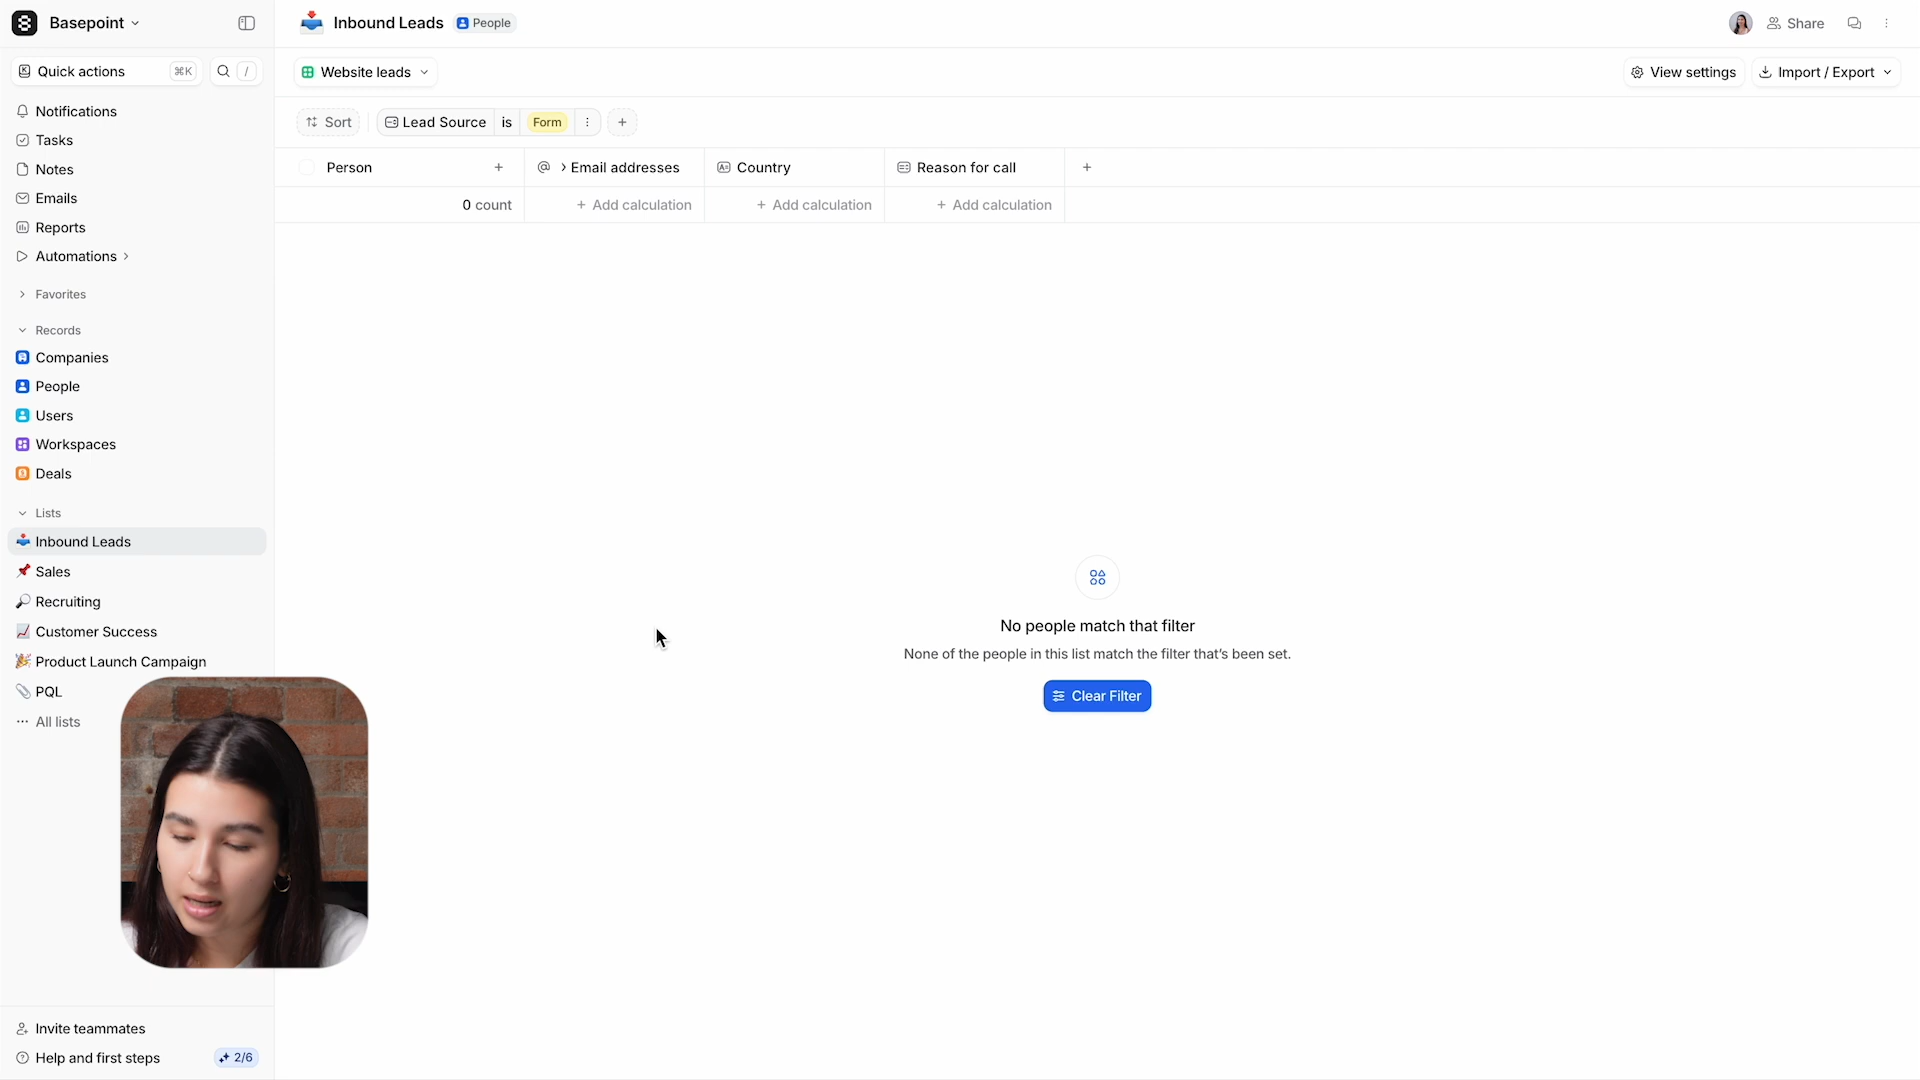 Basepoint
Quick actions ⌘K /
Notifications
Tasks
Notes
Emails
Reports
Automations
Favorites
Records
Companies
People
Users
Workspaces
Deals
Lists
Inbound Leads
Sales
Recruiting
Customer Success
Product Launch Campaign
PQL
All lists
Invite teammates
Help and first steps 2/6
Inbound Leads People
Share
Website leads
View settings Import / Export
Sort Lead Source is Form
Person Email addresses Country Reason for call
0 count Add calculation Add calculation Add calculation
No people match that filter
None of the people in this list match the filter that's been set.
Clear Filter